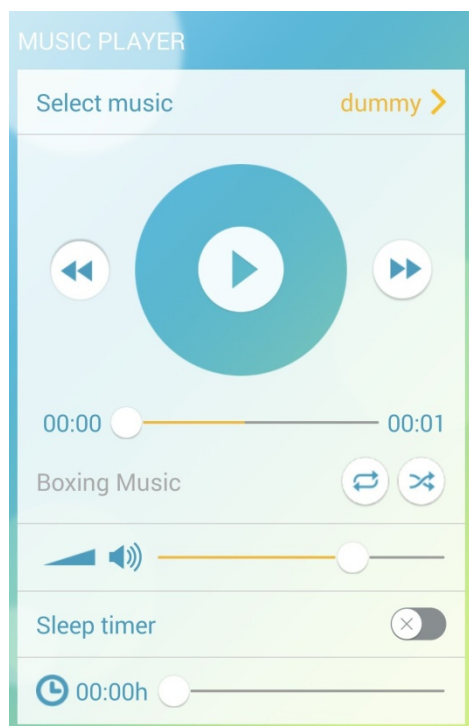 MUSIC PLAYER
Select music dummy
00:00 00:01
Boxing Music
Sleep timer
00:00h